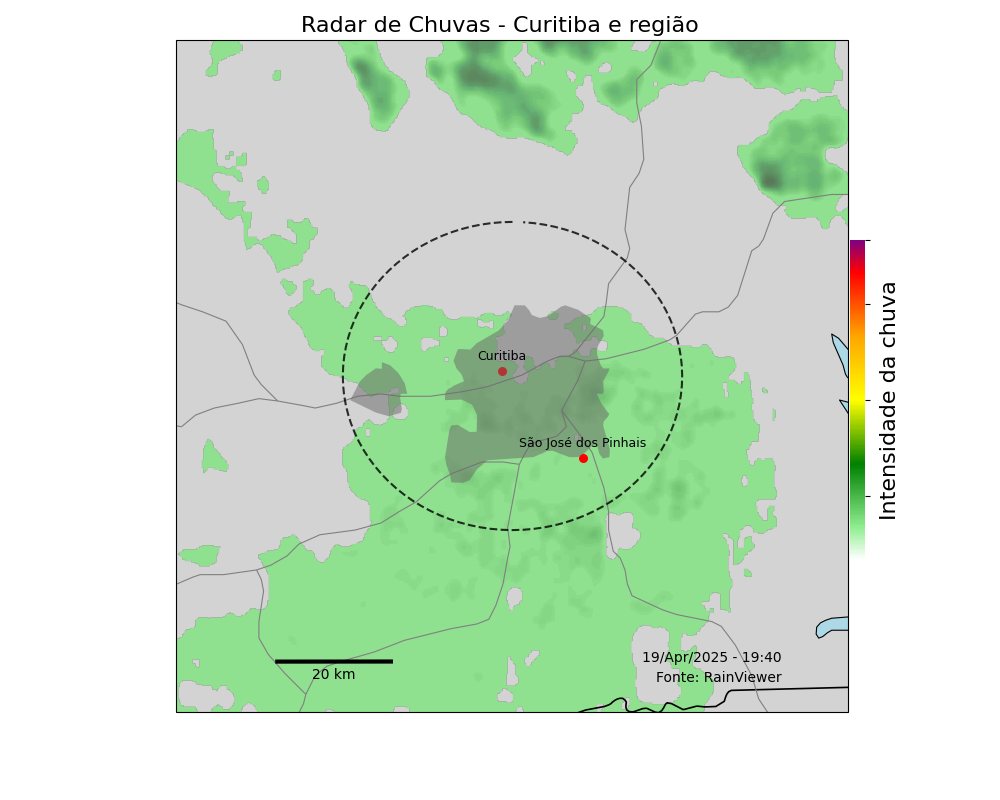 Radar de Chuvas - Curitiba e região
Curitiba
São José dos Pinhais
Intensidade da chuva
19/Apr/2025 - 19:40
Fonte: RainViewer
20 km